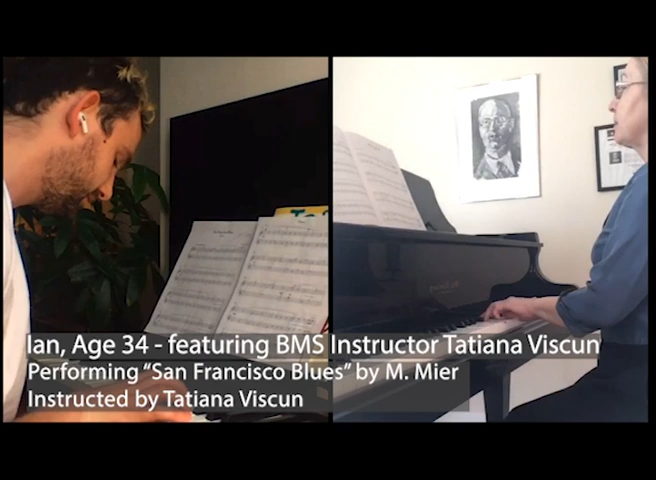 Ian, Age 34 - featuring BMS Instructor Tatiana Viscun
Performing “San Francisco Blues” by M. Mier
Instructed by Tatiana Viscun